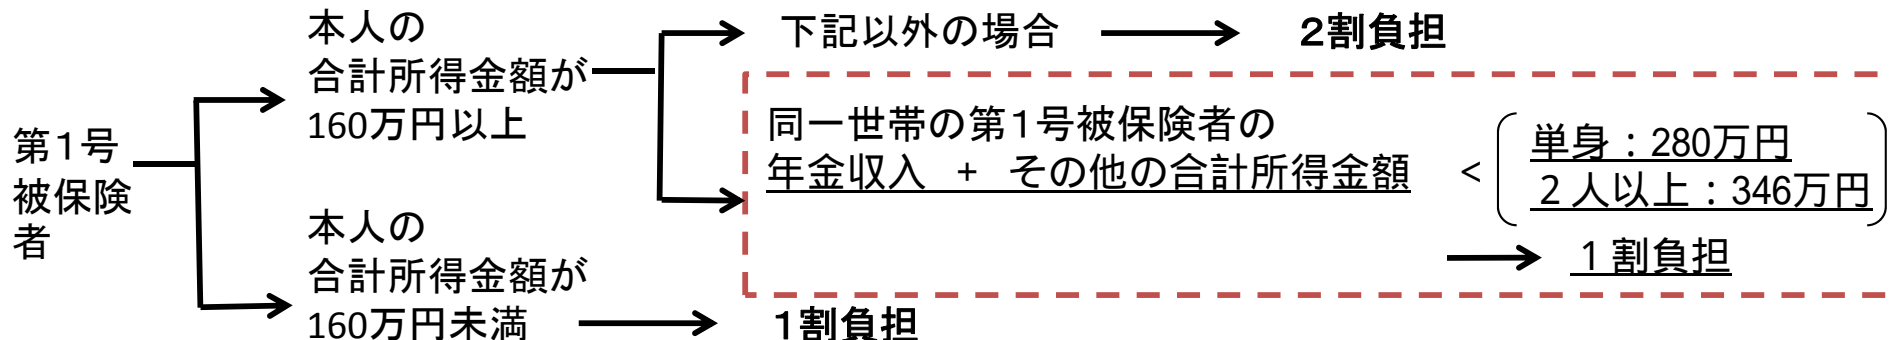 第１号
被保険
者
本人の
合計所得金額が
160万円以上
本人の
合計所得金額が
160万円未満
下記以外の場合
２割負担
同一世帯の第１号被保険者の
年金収入　+　その他の合計所得金額
<
単身：280万円
２人以上：346万円
１割負担
１割負担